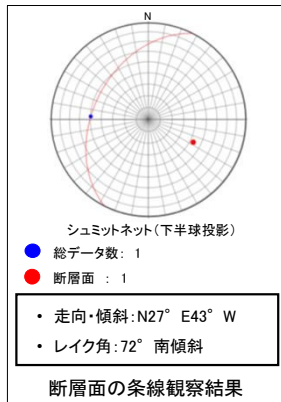 N
シュミットネット(下半球投影)
総データ数: 1
断層面 : 1
• 走向・傾斜:N27° E43° W
• レイク角:72° 南傾斜
断層面の条線観察結果